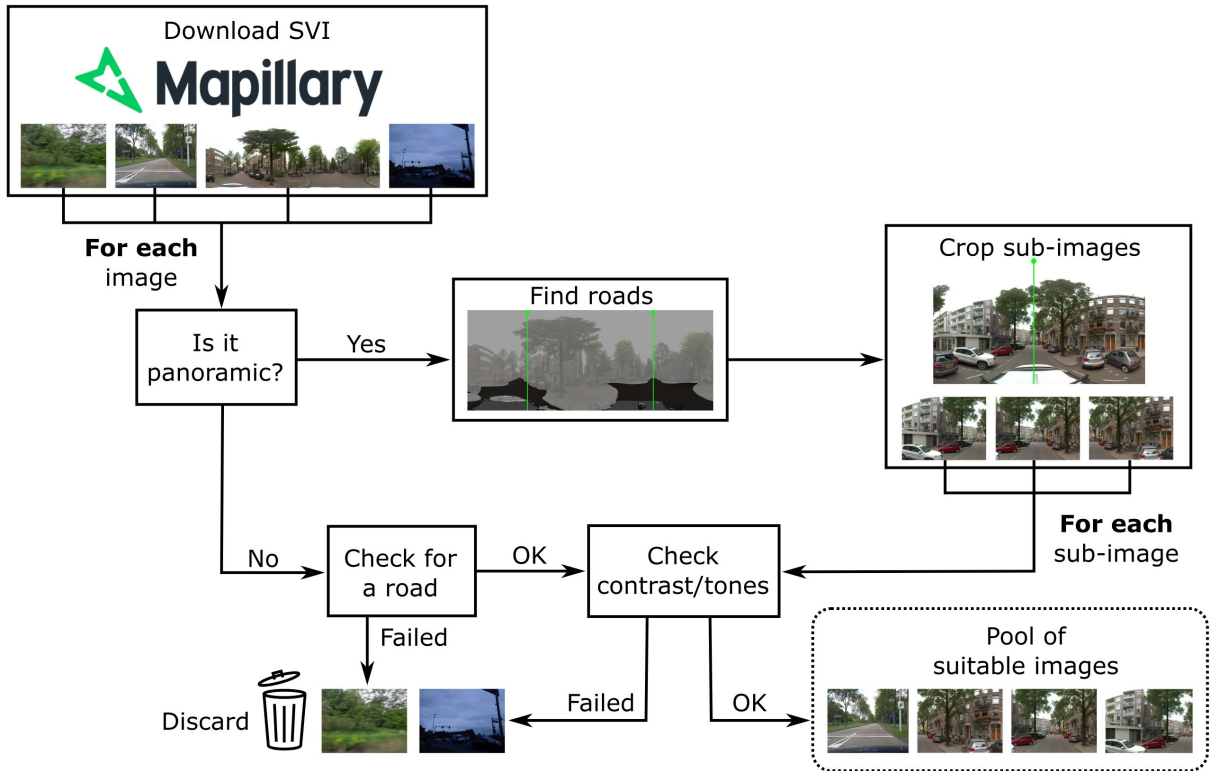 Download SVI
Mapillary
For each
image
Is it
panoramic?
Yes
Find roads
Crop sub-images
For each
sub-image
No
Check for
a road
OK
Check
contrast/tones
Failed
Discard
Failed
OK
Pool of
suitable images